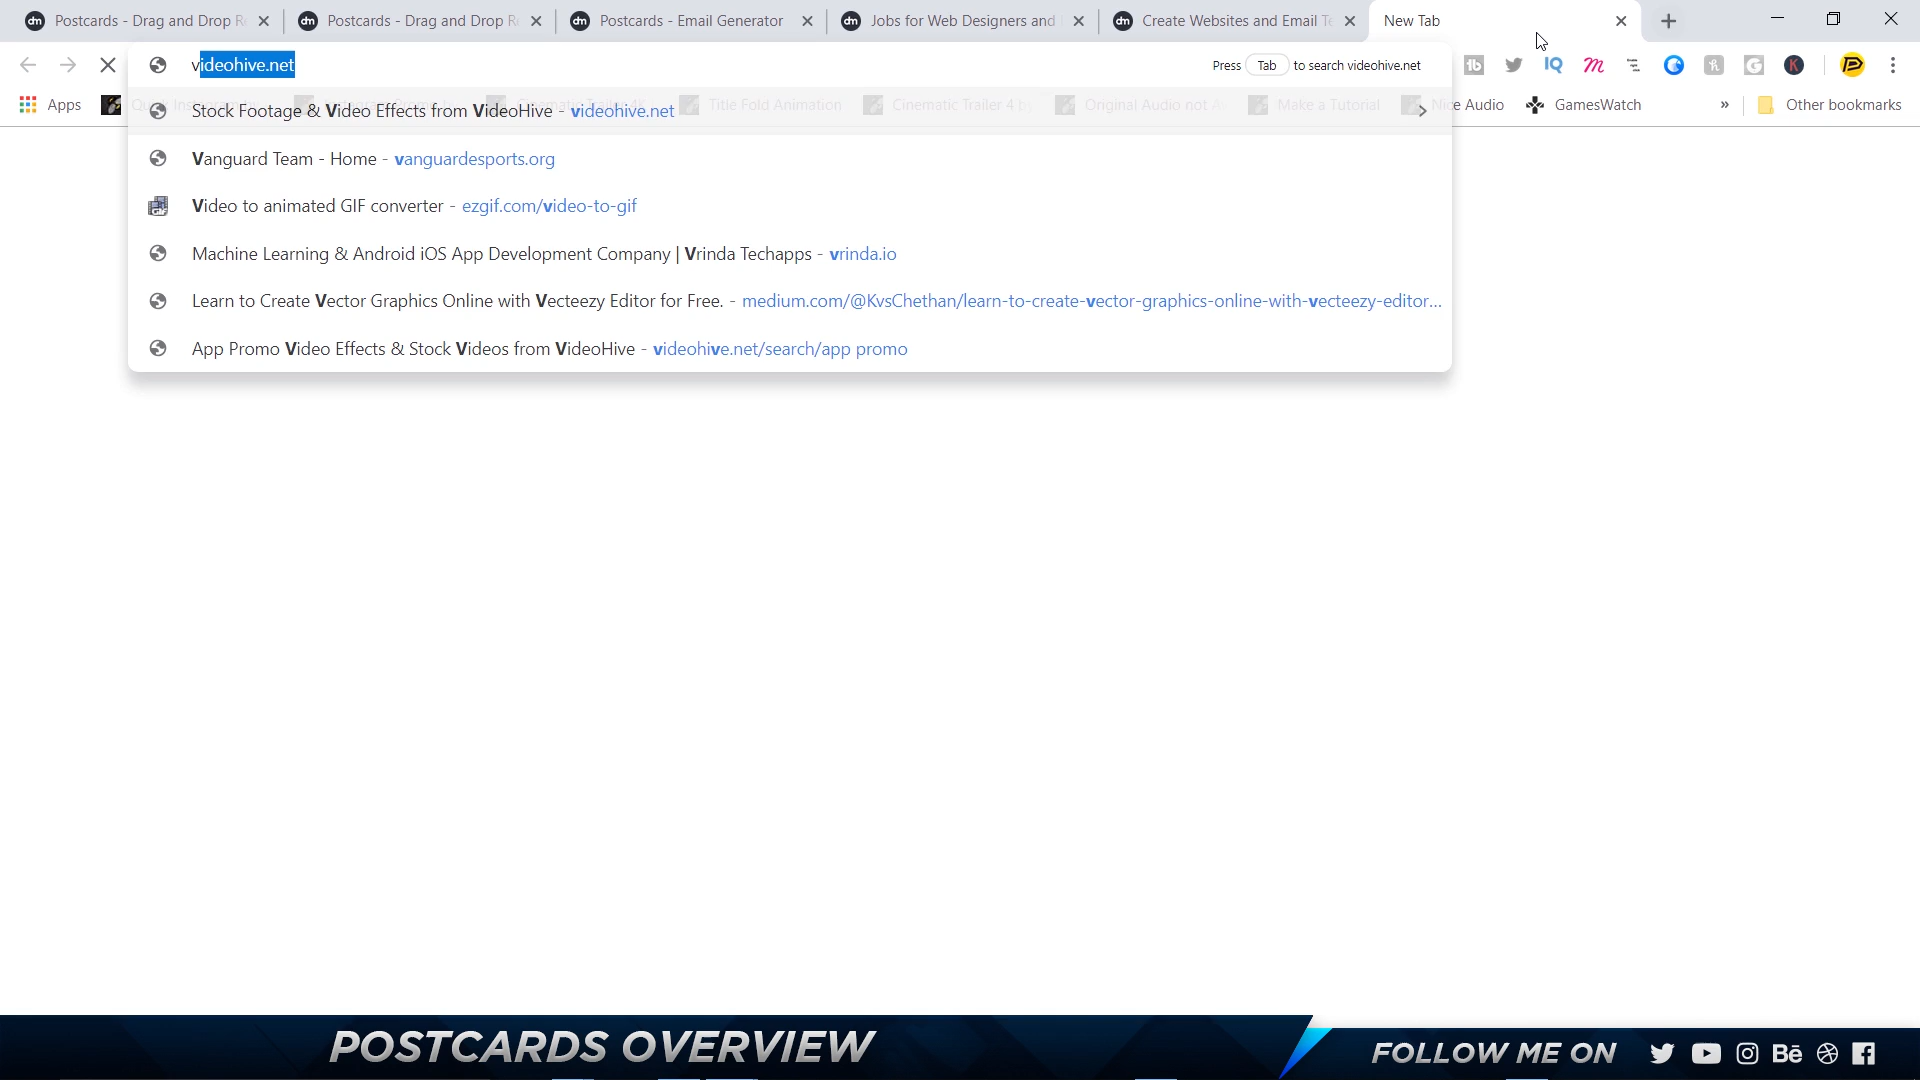 Postcards - Drag and Drop Re
Postcards - Drag and Drop Re
Postcards - Email Generator
Jobs for Web Designers and
Create Websites and Email Te
New Tab
videohive.net
Press Tab to search videohive.net
Apps
Title Fold Animation
Cinematic Trailer 4 by
Original Audio not
Make a Tutorial
Nice Audio
GamesWatch
»
Other bookmarks
Stock Footage & Video Effects from VideoHive - videohive.net
Vanguard Team - Home - vanguardesports.org
Video to animated GIF converter - ezgif.com/video-to-gif
Machine Learning & Android iOS App Development Company | Vrinda Techapps - vrinda.io
Learn to Create Vector Graphics Online with Vecteezy Editor for Free. - medium.com/@KvsChethan/learn-to-create-vector-graphics-online-with-vecteezy-editor...
App Promo Video Effects & Stock Videos from VideoHive - videohive.net/search/app promo
POSTCARDS OVERVIEW
FOLLOW ME ON